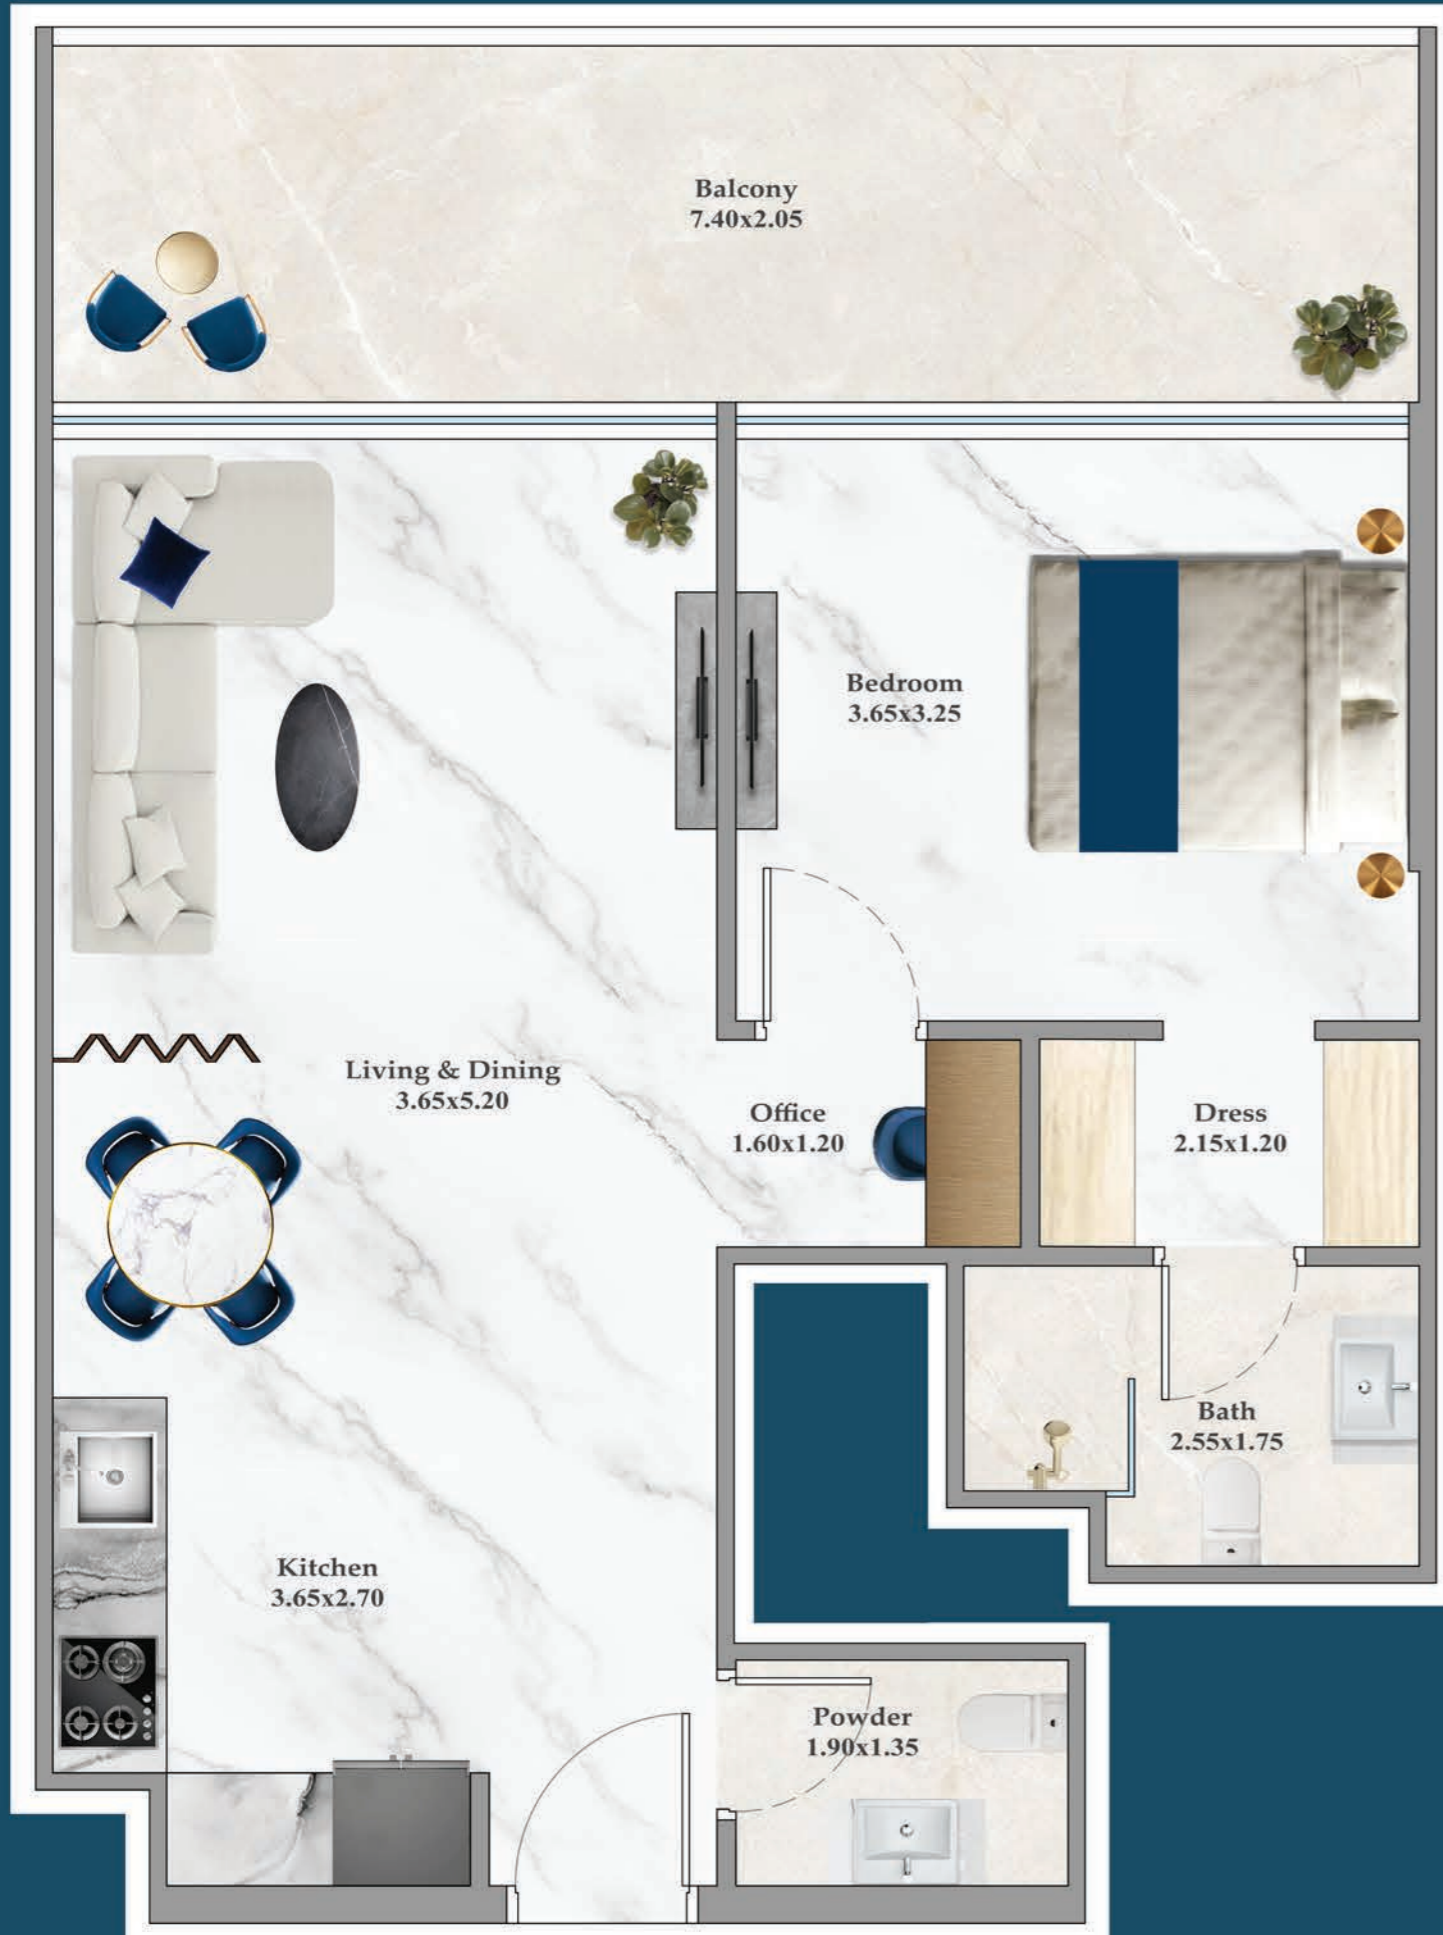 Balcony
7.40x2.05
Bedroom
3.65x3.25
Living & Dining
3.65x5.20
Office
1.60x1.20
Dress
2.15x1.20
Bath
2.55x1.75
Kitchen
3.65x2.70
Powder
1.90x1.35